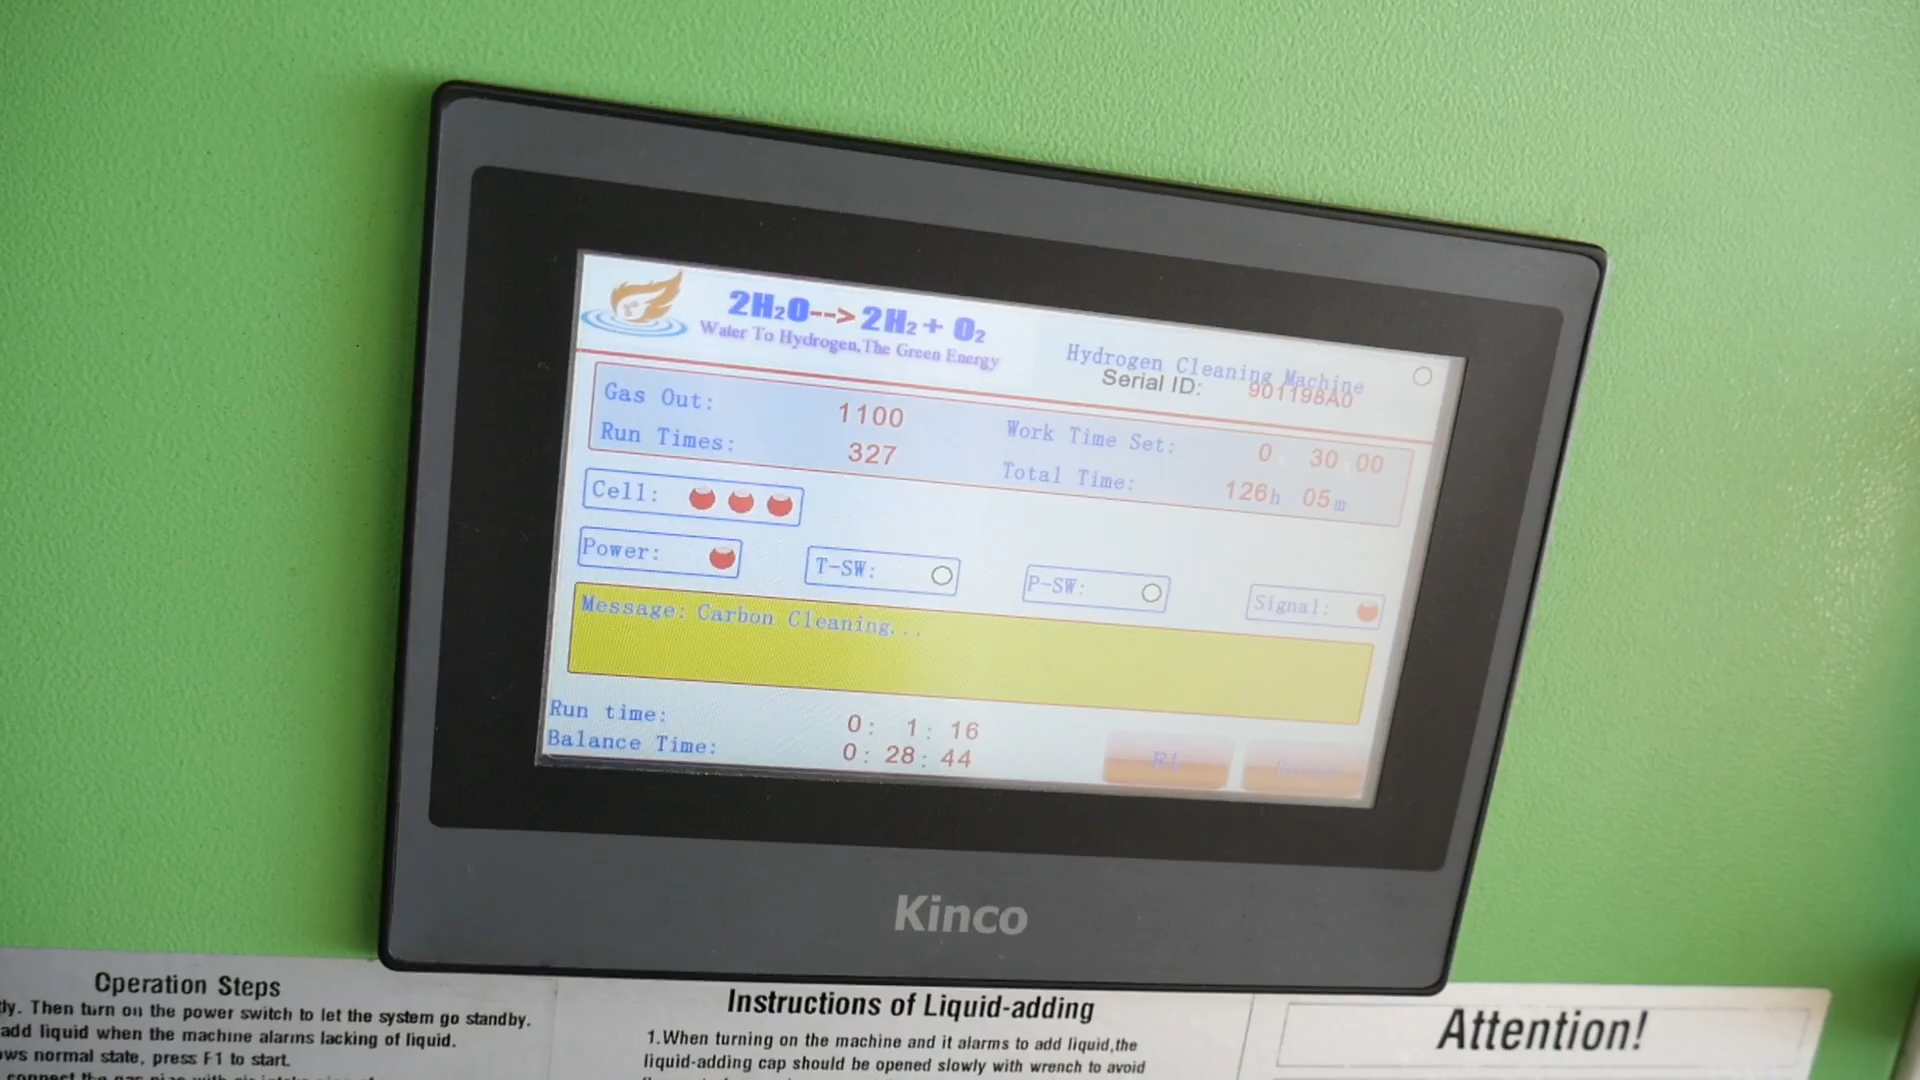 2H₂O-->2H₂+ O₂
Water To Hydrogen,The Green Energy
Hydrogen Cleaning Machine
Serial ID: 901198A0
Gas Out: 1100
Work Time Set: 0 30 00
Run Times: 327
Total Time: 126h 05m
Cell:
Power:
T-SW:
P-SW:
Signal:
Message: Carbon Cleaning...
Run time: 0: 1: 16
Balance Time: 0: 28: 44
F1
Kinco
Operation Steps
tly. Then turn on the power switch to let the system go standby.
add liquid when the machine alarms lacking of liquid.
ws normal state, press F1 to start.
Instructions of Liquid-adding
1.When turning on the machine and it alarms to add liquid,the
liquid-adding cap should be opened slowly with wrench to avoid
Attention!